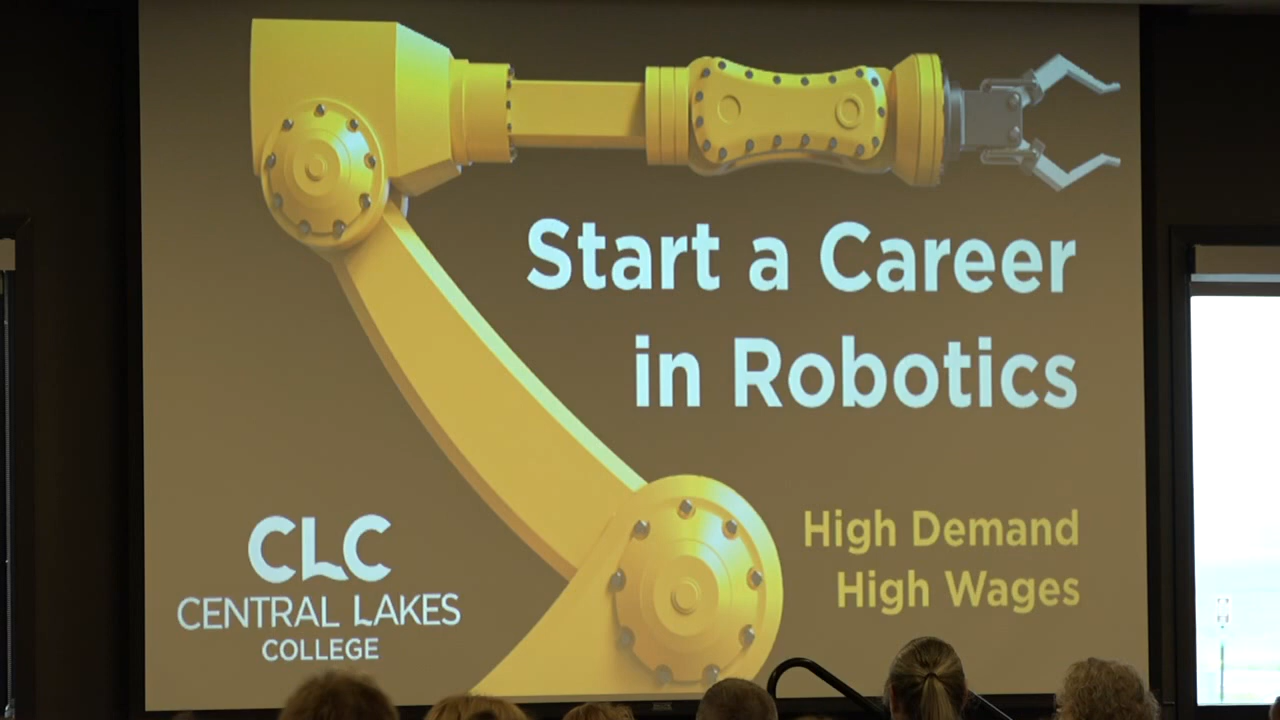 Start a Career
in Robotics
High Demand
High Wages
CLC
CENTRAL LAKES
COLLEGE